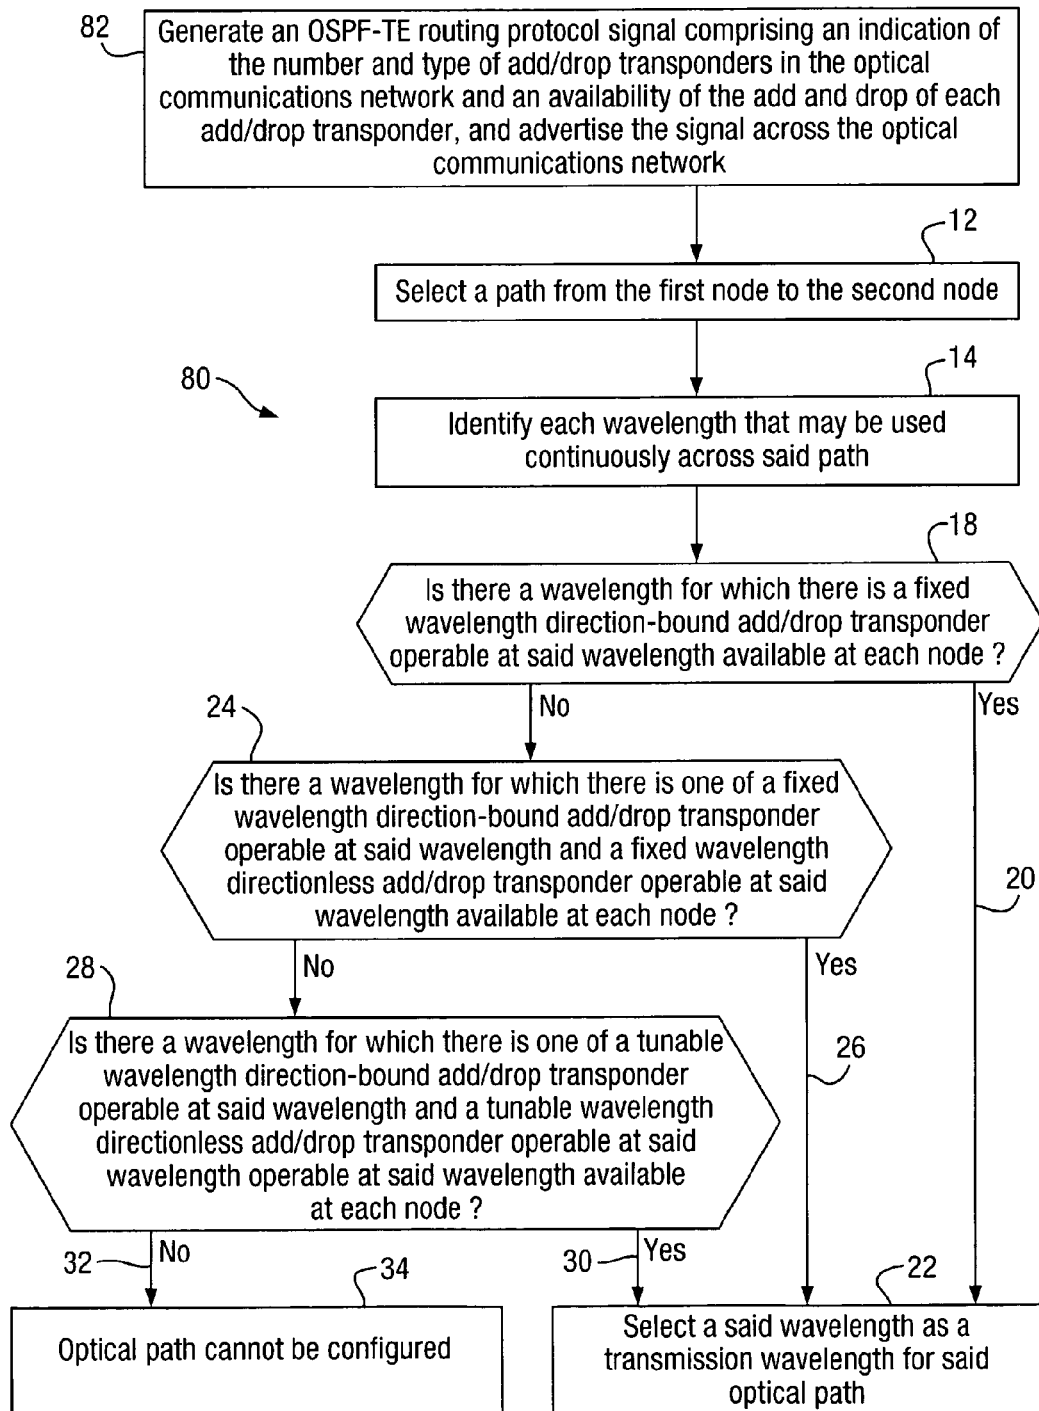 82
Generate an OSPF-TE routing protocol signal comprising an indication of
the number and type of add/drop transponders in the optical
communications network and an availability of the add and drop of each
add/drop transponder, and advertise the signal across the optical
communications network
12
Select a path from the first node to the second node
80
14
Identify each wavelength that may be used
continuously across said path
18
Is there a wavelength for which there is a fixed
wavelength direction-bound add/drop transponder
operable at said wavelength available at each node ?
No
Yes
24
Is there a wavelength for which there is one of a fixed
wavelength direction-bound add/drop transponder
operable at said wavelength and a fixed wavelength
directionless add/drop transponder operable at said
wavelength available at each node ?
20
No
Yes
28
Is there a wavelength for which there is one of a tunable
wavelength direction-bound add/drop transponder
operable at said wavelength and a tunable wavelength
directionless add/drop transponder operable at said
wavelength operable at said wavelength available
at each node ?
26
32
No
30
Yes
34
Optical path cannot be configured
22
Select a said wavelength as a
transmission wavelength for said
optical path